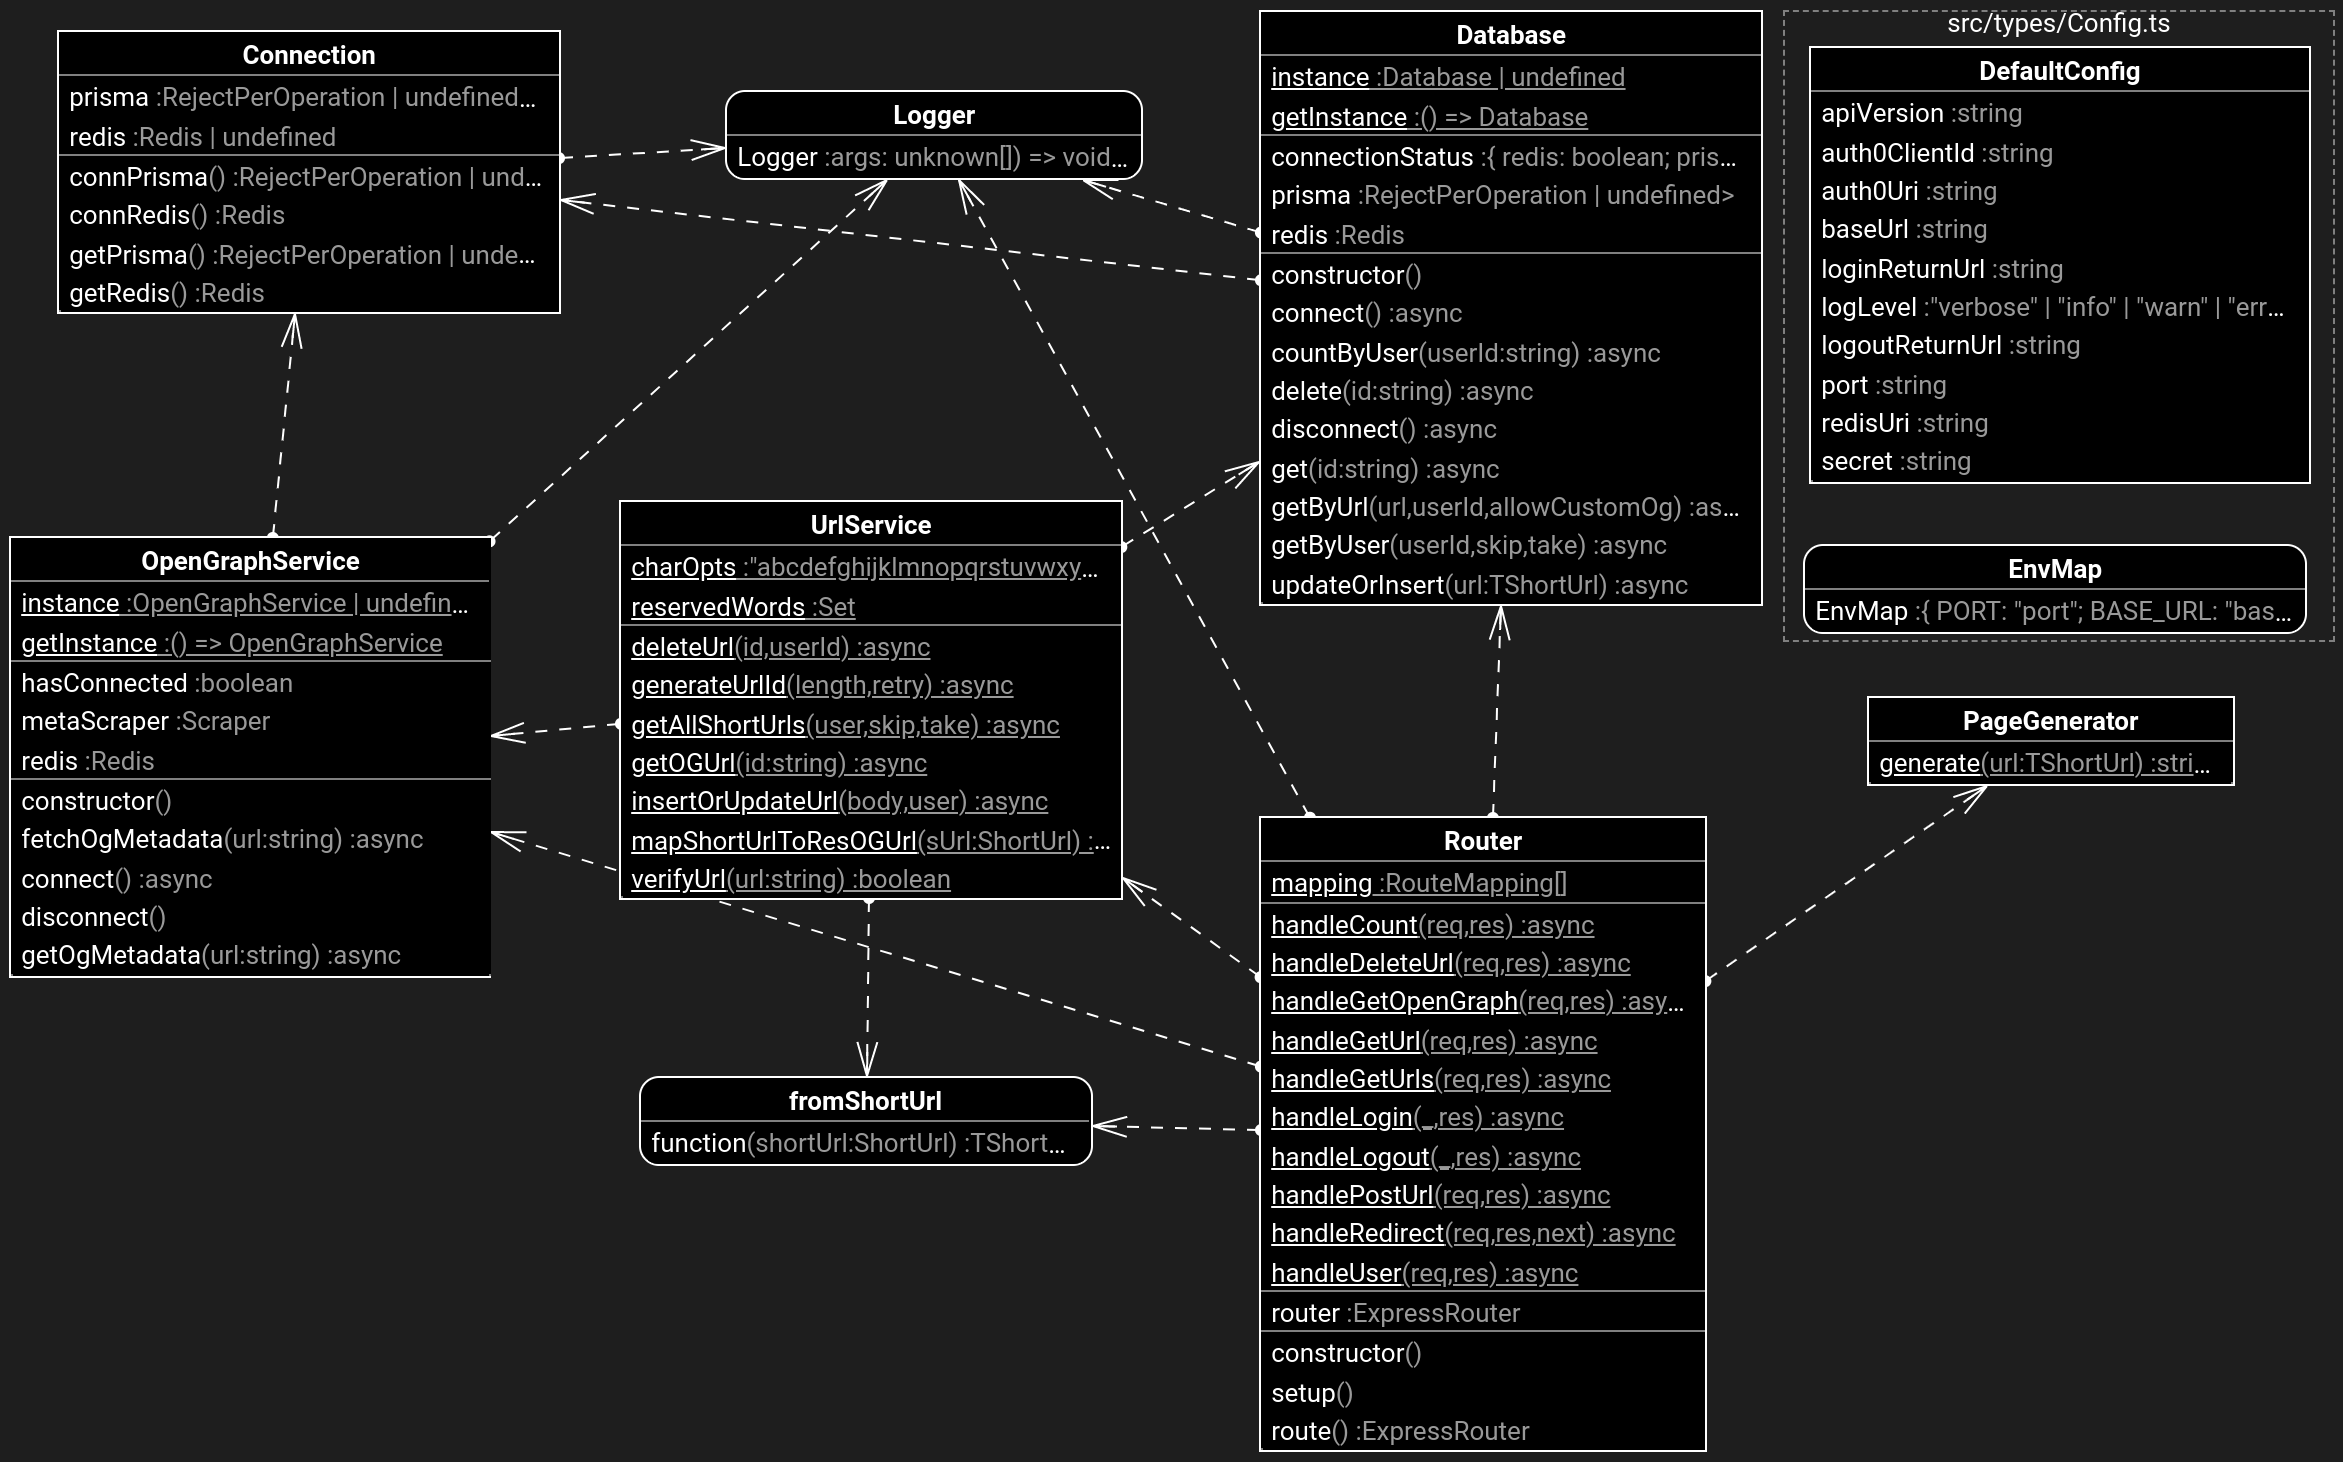 Connection
prisma :RejectPerOperation | undefined...
redis :Redis | undefined
connPrisma() :RejectPerOperation | und...
connRedis() :Redis
getPrisma() :RejectPerOperation | unde...
getRedis() :Redis
Logger
Logger :args: unknown[]) => void...
Database
instance :Database | undefined
getInstance :() => Database
connectionStatus :{ redis: boolean; pris...
prisma :RejectPerOperation | undefined>
redis :Redis
constructor()
connect() :async
countByUser(userId:string) :async
delete(id:string) :async
disconnect() :async
get(id:string) :async
getByUrl(url,userId,allowCustomOg) :as...
getByUser(userId,skip,take) :async
updateOrInsert(url:TShortUrl) :async
src/types/Config.ts
DefaultConfig
apiVersion :string
auth0ClientId :string
auth0Uri :string
baseUrl :string
loginReturnUrl :string
logLevel :"verbose" | "info" | "warn" | "err...
logoutReturnUrl :string
port :string
redisUri :string
secret :string
EnvMap
EnvMap :{ PORT: "port"; BASE_URL: "bas...
OpenGraphService
instance :OpenGraphService | undefin...
getInstance :() => OpenGraphService
hasConnected :boolean
metaScraper :Scraper
redis :Redis
constructor()
fetchOgMetadata(url:string) :async
connect() :async
disconnect()
getOgMetadata(url:string) :async
UrlService
charOpts :"abcdefghijklmnopqrstuvwxy...
reservedWords :Set
deleteUrl(id,userId) :async
generateUrlId(length,retry) :async
getAllShortUrls(user,skip,take) :async
getOGUrl(id:string) :async
insertOrUpdateUrl(body,user) :async
mapShortUrlToResOGUrl(sUrl:ShortUrl) :...
verifyUrl(url:string) :boolean
PageGenerator
generate(url:TShortUrl) :stri...
fromShortUrl
function(shortUrl:ShortUrl) :TShort...
Router
mapping :RouteMapping[]
handleCount(req,res) :async
handleDeleteUrl(req,res) :async
handleGetOpenGraph(req,res) :asy...
handleGetUrl(req,res) :async
handleGetUrls(req,res) :async
handleLogin(_,res) :async
handleLogout(_,res) :async
handlePostUrl(req,res) :async
handleRedirect(req,res,next) :async
handleUser(req,res) :async
router :ExpressRouter
constructor()
setup()
route() :ExpressRouter